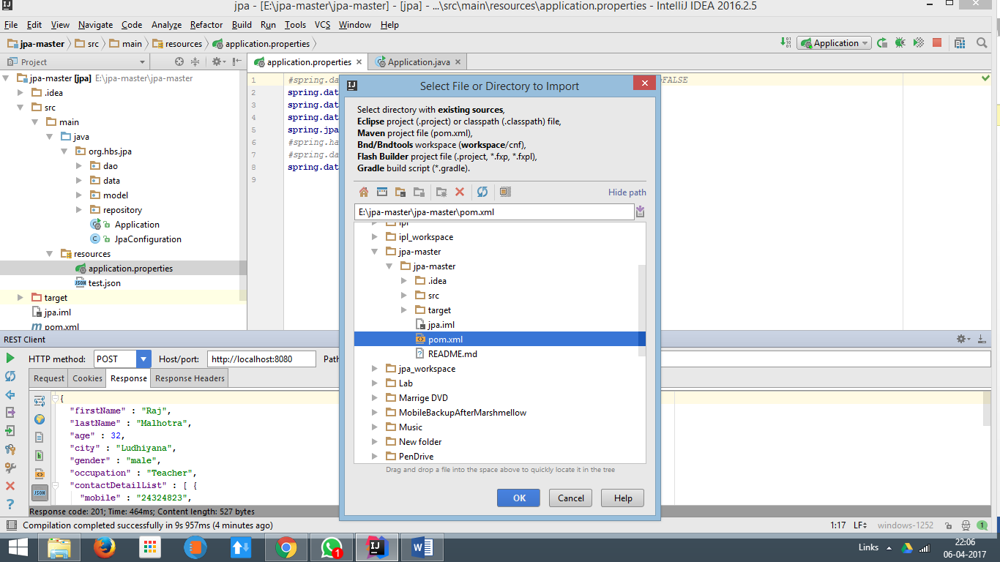 jpa - [E:\jpa-master\jpa-master] - [jpa] - ...\src\main\resources\application.properties - IntelliJ IDEA 2016.2.5
File Edit View Navigate Code Analyze Refactor Build Run Tools VCS Window Help
jpa-master src main resources application.properties
Application
Project
application.properties
Application.java
jpa-master [jpa] E:\jpa-master\jpa-master
.idea
src
main
java
org.hbs.jpa
dao
data
model
repository
Application
JpaConfiguration
resources
application.properties
test.json
target
jpa.iml
pom.xml
1 #spring.da =FALSE
2 spring.dat
3 spring.dat
4 spring.dat
5 spring.jpa
6 #spring.ha
7 #spring.da
8 spring.dat
9
Select File or Directory to Import
Select directory with existing sources,
Eclipse project (.project) or classpath (.classpath) file,
Maven project file (pom.xml),
Bnd/Bndtools workspace (workspace/cnf),
Flash Builder project file (.project, *.fxp, *.fxpl),
Gradle build script (*.gradle).
Hide path
E:\jpa-master\jpa-master\pom.xml
ipl
ipl_workspace
jpa-master
jpa-master
.idea
src
target
jpa.iml
pom.xml
README.md
jpa_workspace
Lab
Marrige DVD
MobileBackupAfterMarshmellow
Music
New folder
PenDrive
Drag and drop a file into the space above to quickly locate it in the tree
OK Cancel Help
REST Client
HTTP method: POST Host/port: http://localhost:8080 Path
Request Cookies Response Response Headers
{
"firstName" : "Raj",
"lastName" : "Malhotra",
"age" : 32,
"city" : "Ludhiyana",
"gender" : "male",
"occupation" : "Teacher",
"contactDetailList" : [ {
"mobile" : "24324823",
JSON
Response code: 201; Time: 464ms; Content length: 527 bytes
Compilation completed successfully in 9s 957ms (4 minutes ago)
1:17 LF÷ windows-1252 1
Links
22:06
06-04-2017